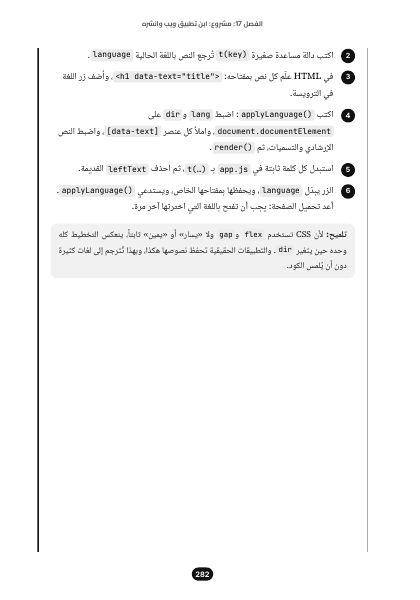 الفصل 17: مشروع: ابن تطبيق ويب وانشره
2 اكتب دالة مساعدة صغيرة t(key) تُرجع النص باللغة الحالية language .
3 في HTML علّم كل نص بمفتاحه: <h1 data-text="title"> ، وأضف زر اللغة
في الترويسة.
4 اكتب applyLanguage() : اضبط lang و dir على
document.documentElement ، واملأ كل عنصر [data-text] ، واضبط النص
الإرشادي والتسميات، ثم render() .
5 استبدل كل كلمة ثابتة في app.js بـ t(…) ، ثم احذف leftText القديمة.
6 الزر يبدّل language ، ويحفظها بمفتاحها الخاص، ويستدعي applyLanguage() .
أعد تحميل الصفحة: يجب أن تفتح باللغة التي اخترتها آخر مرة.
تلميح: لأن CSS تستخدم flex و gap ولا «يسار» أو «يمين» ثابتاً، ينعكس التخطيط كله
وحده حين يتغير dir . والتطبيقات الحقيقية تحفظ نصوصها هكذا، وبهذا تُترجم إلى لغات كثيرة
دون أن يُلمس الكود.
282